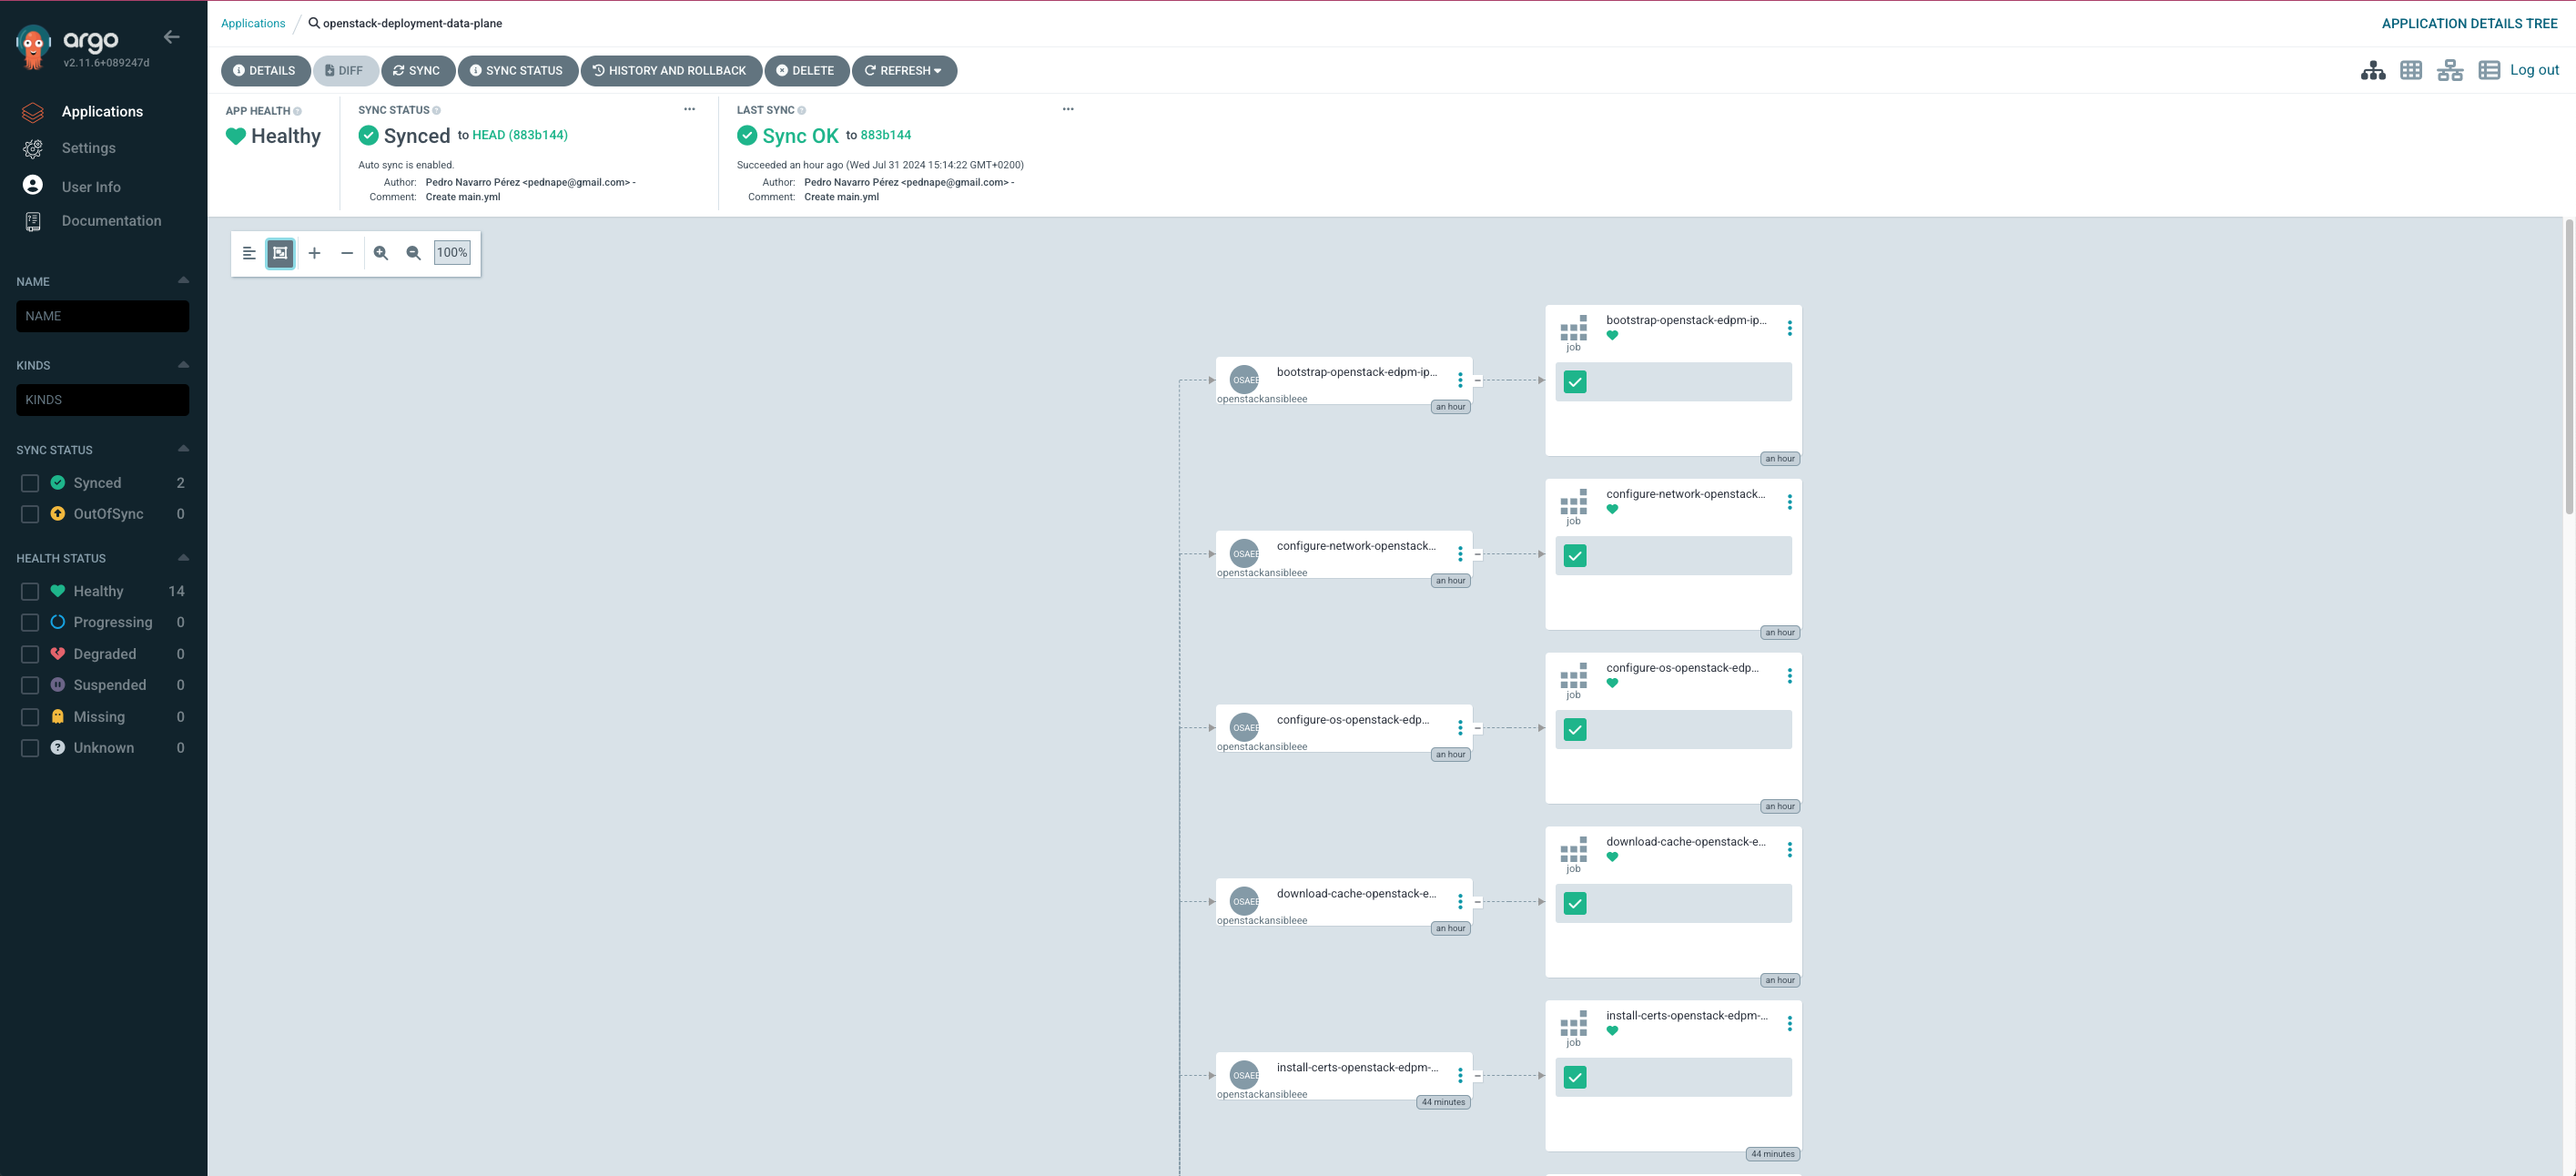 argo
v2.11.6+089247d
Applications
Settings
User Info
Documentation
NAME
NAME
KINDS
KINDS
SYNC STATUS
Synced 2
OutOfSync 0
HEALTH STATUS
Healthy 14
Progressing 0
Degraded 0
Suspended 0
Missing 0
Unknown 0
Applications / openstack-deployment-data-plane
APPLICATION DETAILS TREE
DETAILS DIFF SYNC SYNC STATUS HISTORY AND ROLLBACK DELETE REFRESH
Log out
APP HEALTH
Healthy
SYNC STATUS
Synced to HEAD (883b144)
Auto sync is enabled.
Author: Pedro Navarro Pérez <pednape@gmail.com> -
Comment: Create main.yml
LAST SYNC
Sync OK to 883b144
Succeeded an hour ago (Wed Jul 31 2024 15:14:22 GMT+0200)
Author: Pedro Navarro Pérez <pednape@gmail.com> -
Comment: Create main.yml
100%
OSAEE
bootstrap-openstack-edpm-ip...
openstackansibleee
an hour
bootstrap-openstack-edpm-ip...
job
an hour
OSAEE
configure-network-openstack...
openstackansibleee
an hour
configure-network-openstack...
job
an hour
OSAEE
configure-os-openstack-edp...
openstackansibleee
an hour
configure-os-openstack-edp...
job
an hour
OSAEE
download-cache-openstack-e...
openstackansibleee
an hour
download-cache-openstack-e...
job
an hour
OSAEE
install-certs-openstack-edpm-...
openstackansibleee
44 minutes
install-certs-openstack-edpm-...
job
44 minutes